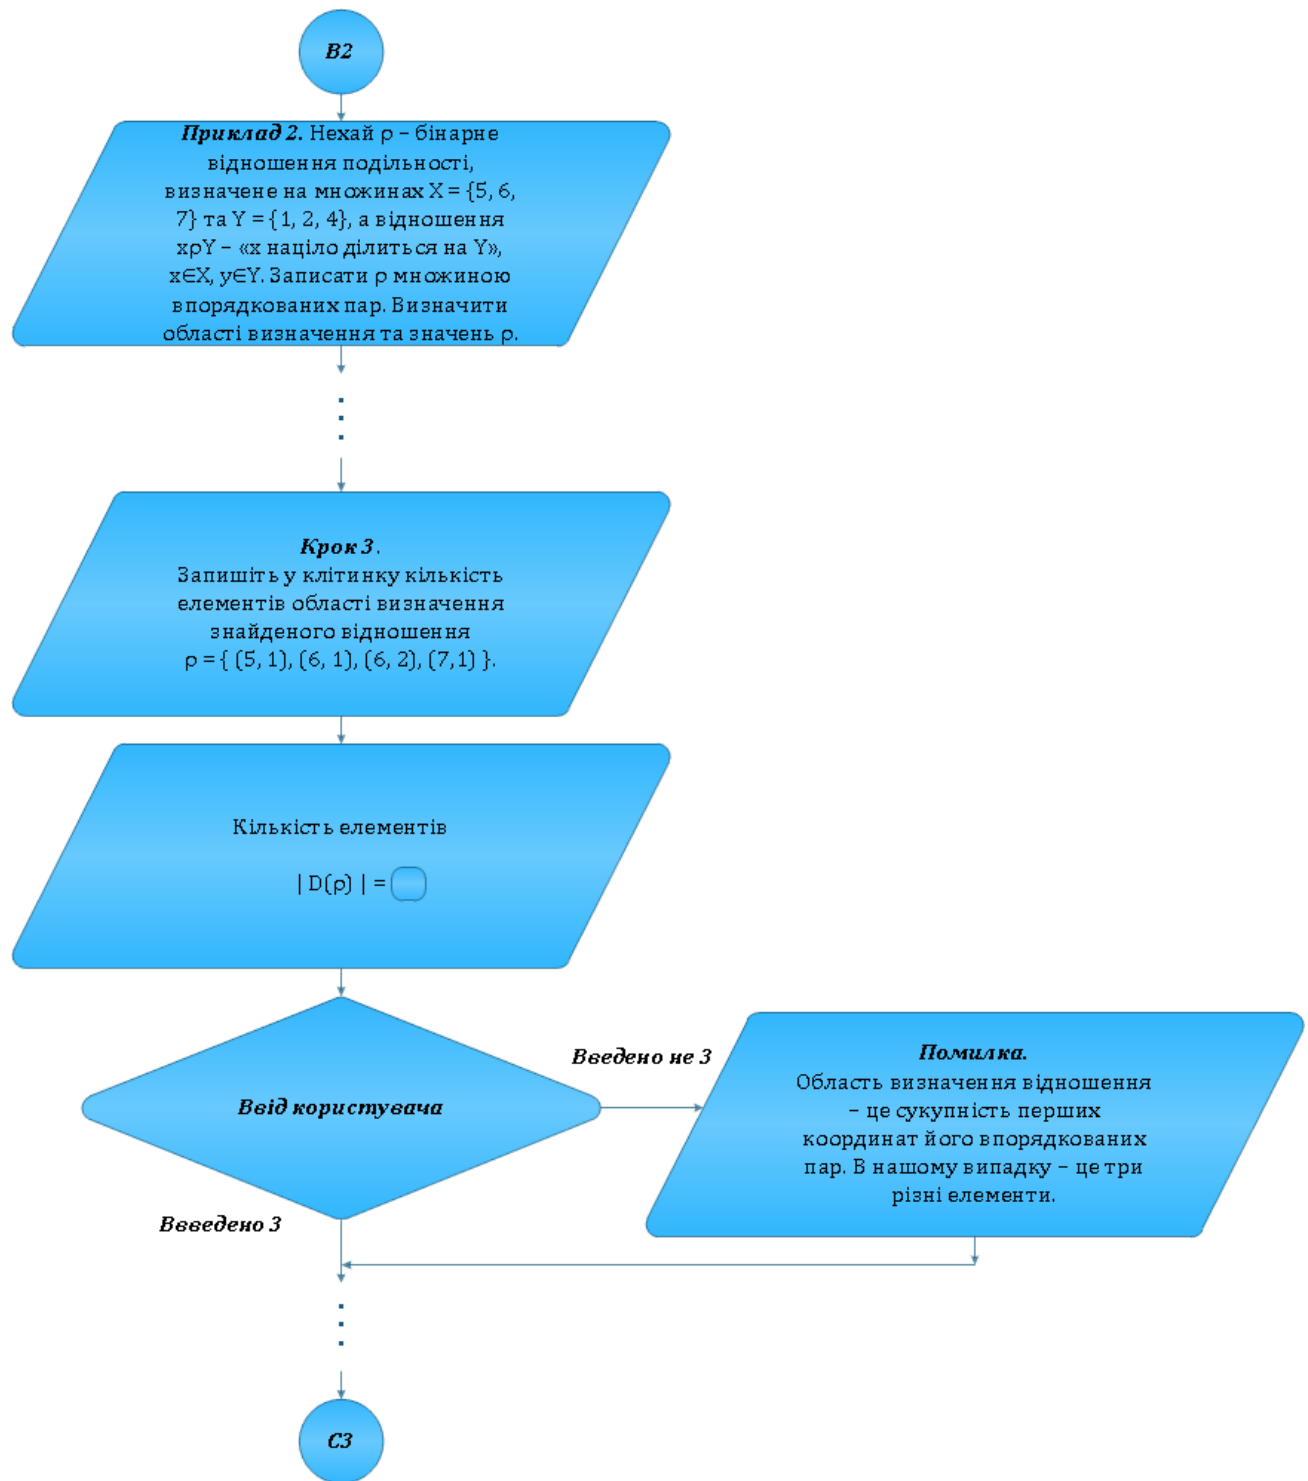 B2
Приклад 2. Нехай ρ – бінарне
відношення подільності,
визначене на множинах X = {5, 6,
7} та Y = {1, 2, 4}, а відношення
xρY – «x націло ділиться на Y»,
x∈X, y∈Y. Записати ρ множиною
впорядкованих пар. Визначити
області визначення та значень ρ.
Крок 3.
Запишіть у клітинку кількість
елементів області визначення
знайденого відношення
ρ = { (5, 1), (6, 1), (6, 2), (7,1) }.
Кількість елементів
| D(ρ) | =
Ввід користувача
Введено не 3
Помилка.
Область визначення відношення
– це сукупність перших
координат його впорядкованих
пар. В нашому випадку – це три
різні елементи.
Ввведено 3
C3